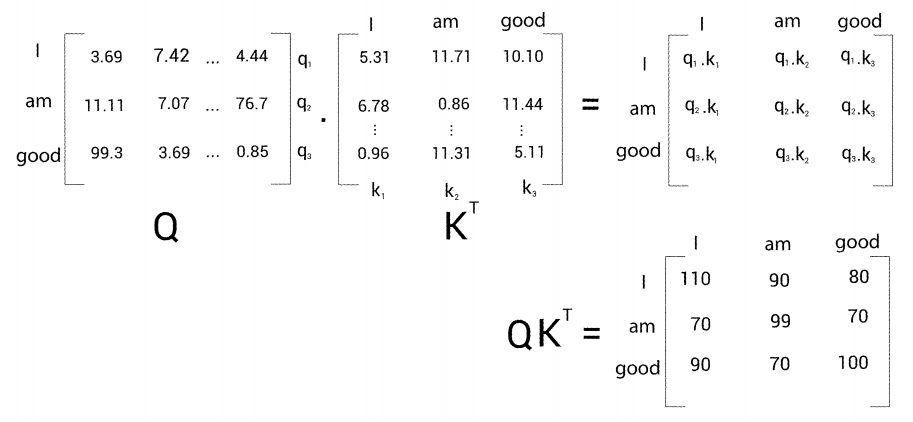 I am good I am good
I 3.69 7.42 ... 4.44 q₁ 5.31 11.71 10.10 I q₁.k₁ q₁.k₂ q₁.k₃
am 11.11 7.07 ... 76.7 q₂ . 6.78 0.86 11.44 = am q₂.k₁ q₂.k₂ q₂.k₃
⋮ ⋮ ⋮
good 99.3 3.69 ... 0.85 q₃ 0.96 11.31 5.11 good q₃.k₁ q₃.k₂ q₃.k₃
k₁ k₂ k₃
Q Kᵀ
I am good
I 110 90 80
QKᵀ = am 70 99 70
good 90 70 100